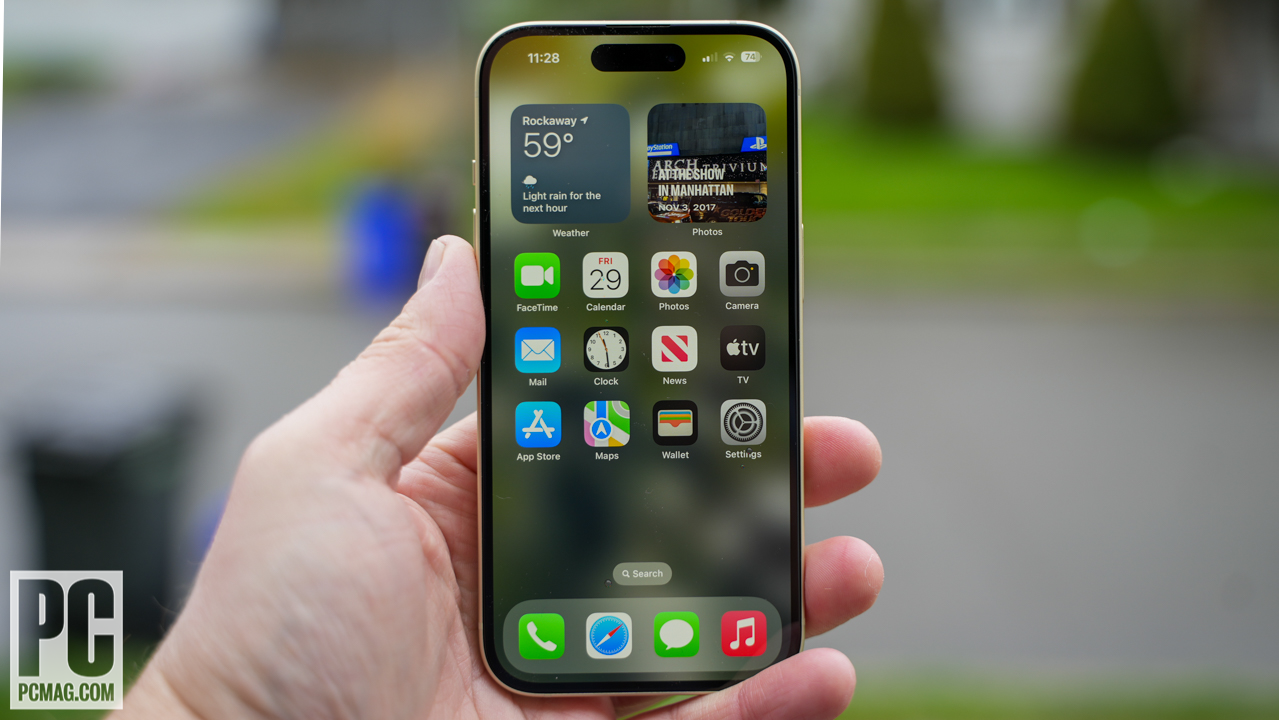 11:28
74
Rockaway
59°
Light rain for the
next hour
Weather
PlayStation
ARCH
TRIVIUM
AT THE SHOW
IN MANHATTAN
NOV 3, 2017
Photos
FaceTime
FRI
29
Calendar
Photos
Camera
Mail
Clock
News
tv
TV
App Store
Maps
Wallet
Settings
Search
PC
PCMAG.COM